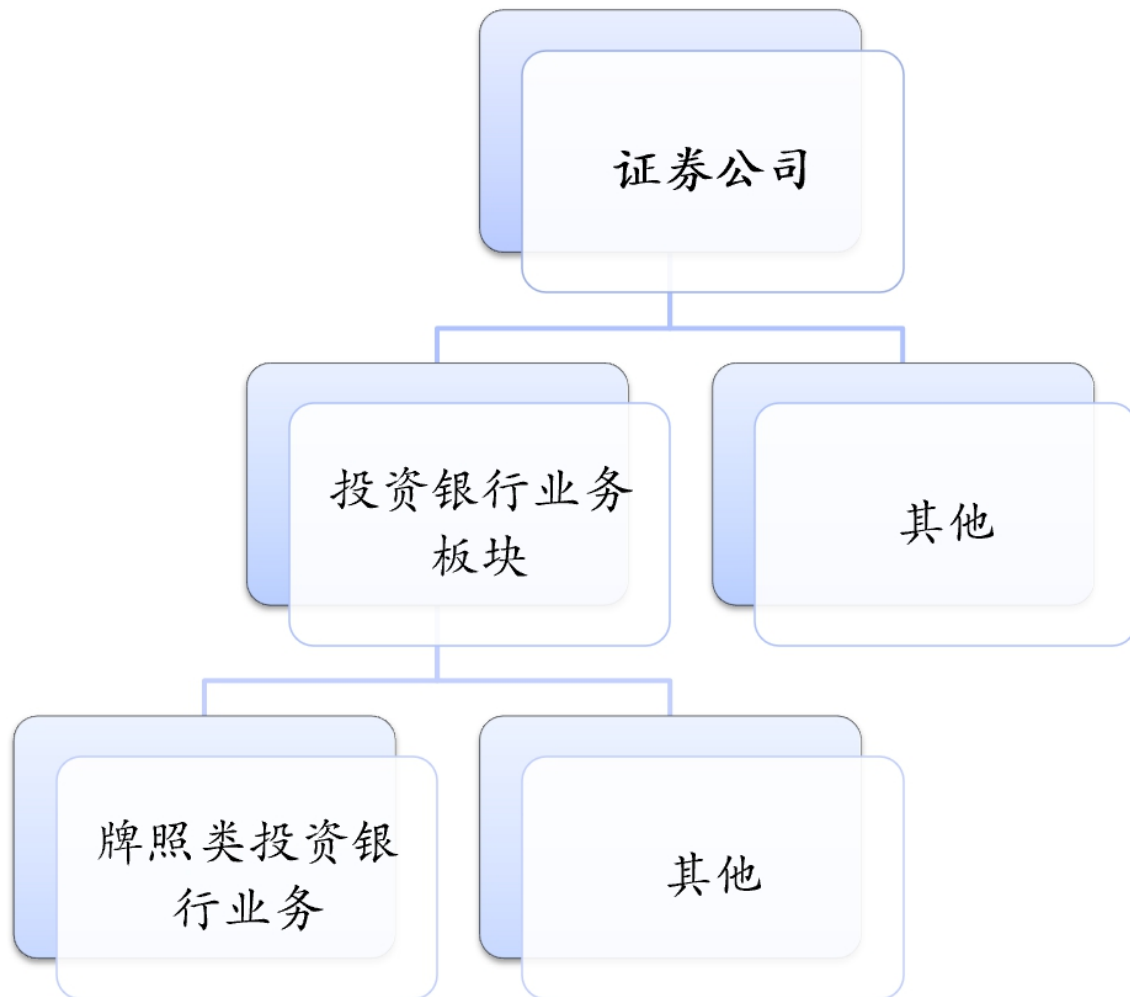 证券公司
投资银行业务
板块
其他
牌照类投资银
行业务
其他